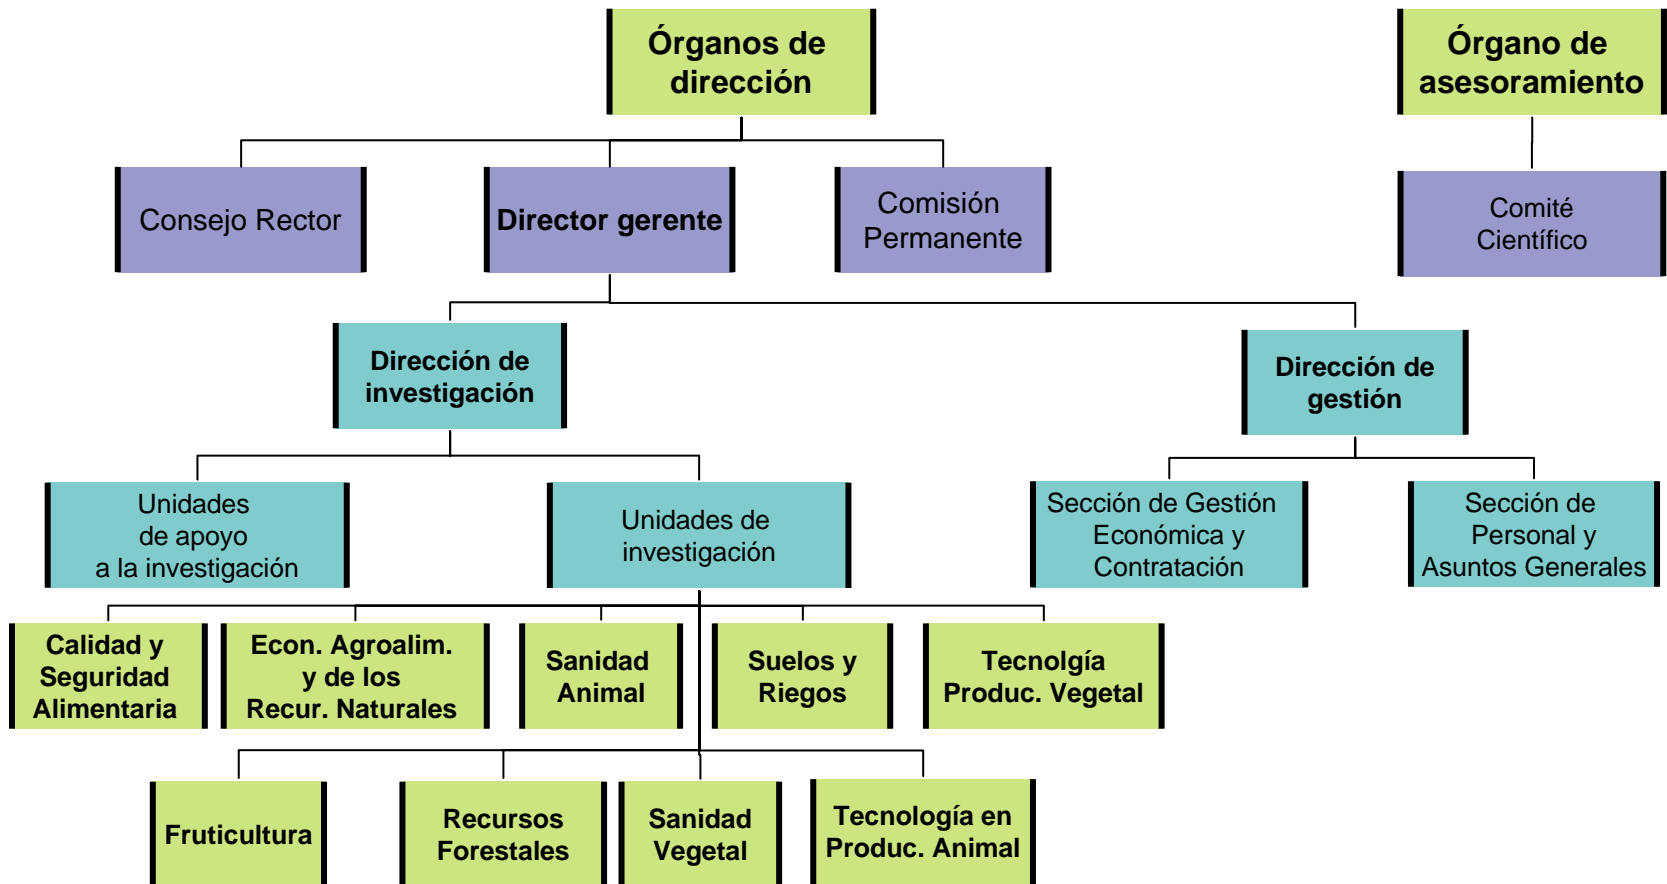 Órganos de
dirección
Órgano de
asesoramiento
Consejo Rector
Director gerente
Comisión
Permanente
Comité
Científico
Dirección de
investigación
Dirección de
gestión
Unidades
de apoyo
a la investigación
Unidades de
investigación
Sección de Gestión
Económica y
Contratación
Sección de
Personal y
Asuntos Generales
Calidad y
Seguridad
Alimentaria
Econ. Agroalim.
y de los
Recur. Naturales
Sanidad
Animal
Suelos y
Riegos
Tecnolgía
Produc. Vegetal
Fruticultura
Recursos
Forestales
Sanidad
Vegetal
Tecnología en
Produc. Animal